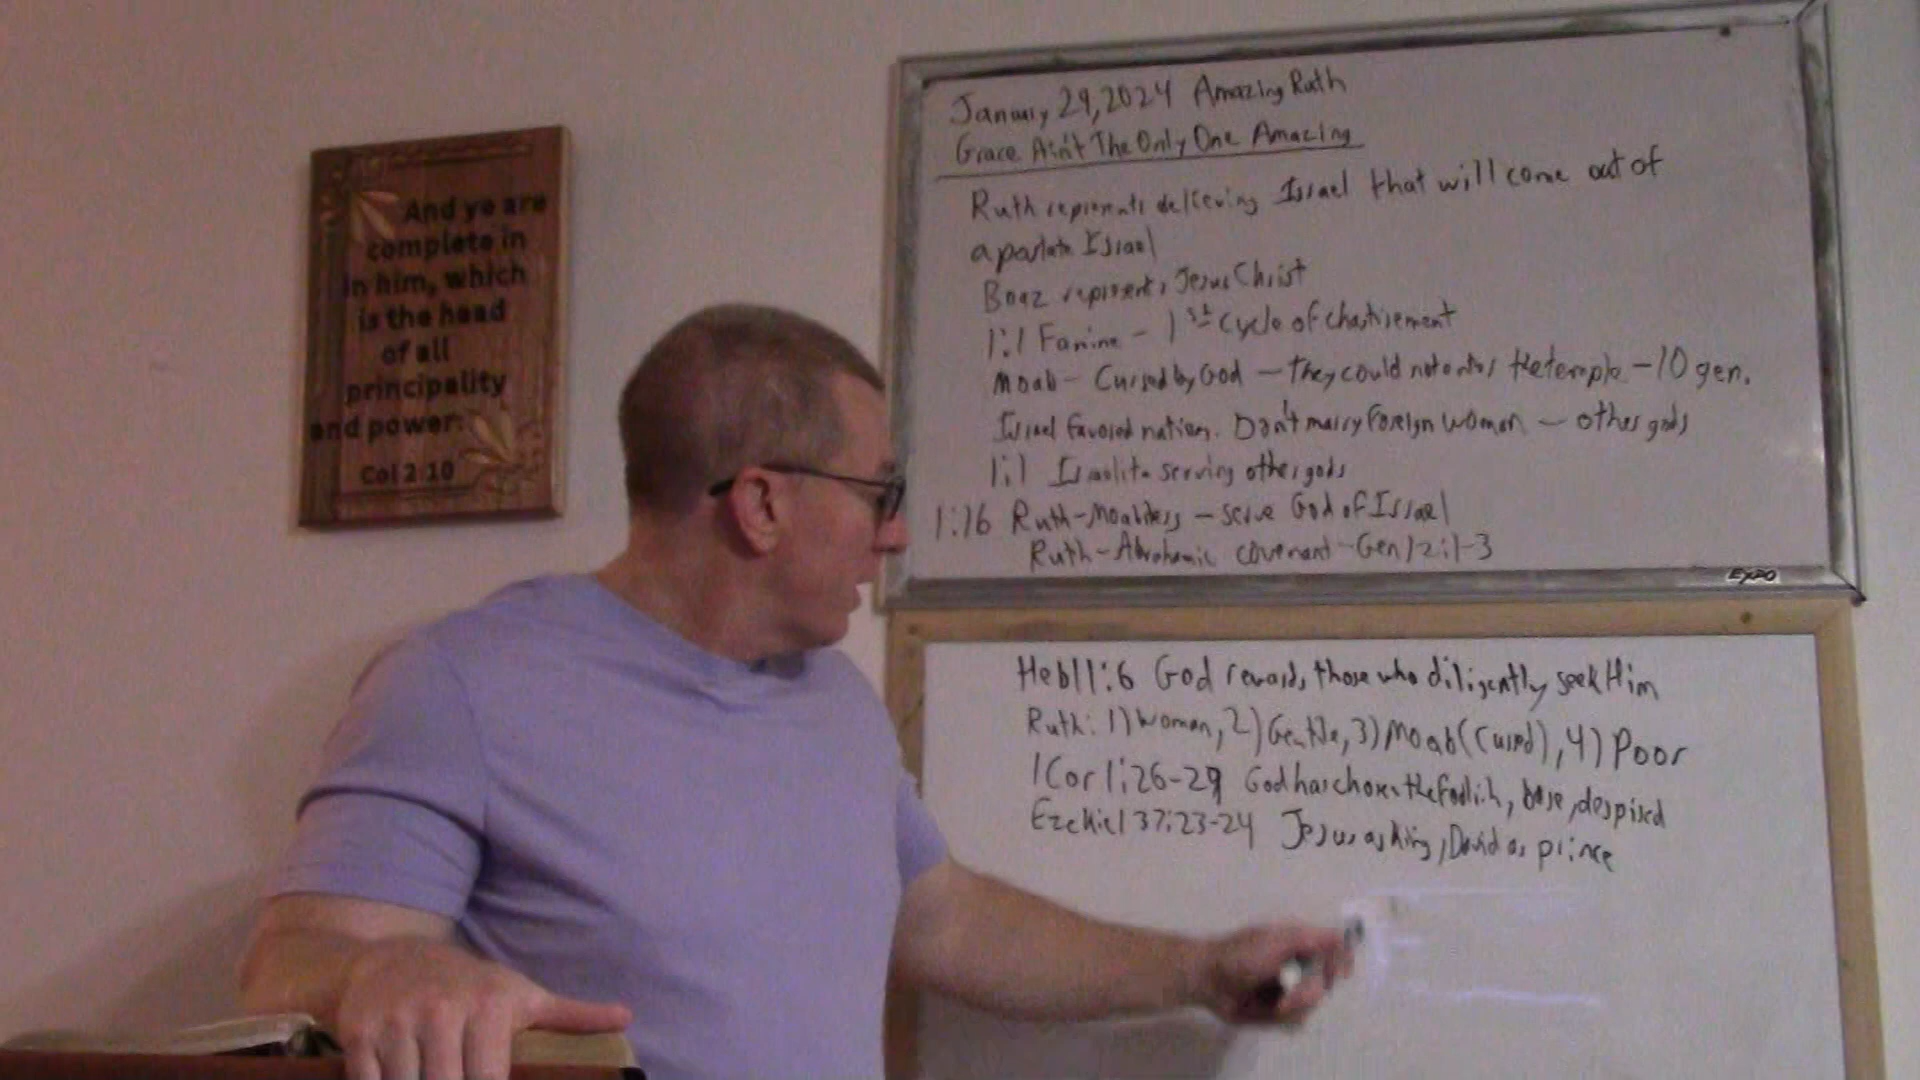 And ye are
complete in
in him, which
is the head
of all
principality
and power:
Col 2:10
January 29, 2024 Amazing Ruth
Grace Ain't The Only One Amazing
Ruth represents believing Israel that will come out of
apostate Israel
Boaz represents Jesus Christ
1:1 Famine - 1st cycle of chastisement
Moab - Cursed by God - They could not enter the temple - 10 gen.
Israel favored nation. Don't marry foreign woman - other gods
1:1 Israelite serving other gods
1:16 Ruth - Moabitess - serve God of Israel
Ruth - Abrahamic covenant - Gen 12:1-3
EXPO
Heb 11:6 God rewards those who diligently seek Him
Ruth: 1) Woman, 2) Gentile, 3) Moab (cursed), 4) Poor
1 Cor 1:26-29 God has chosen the foolish, base, despised
Ezekiel 37:23-24 Jesus as king, David as prince